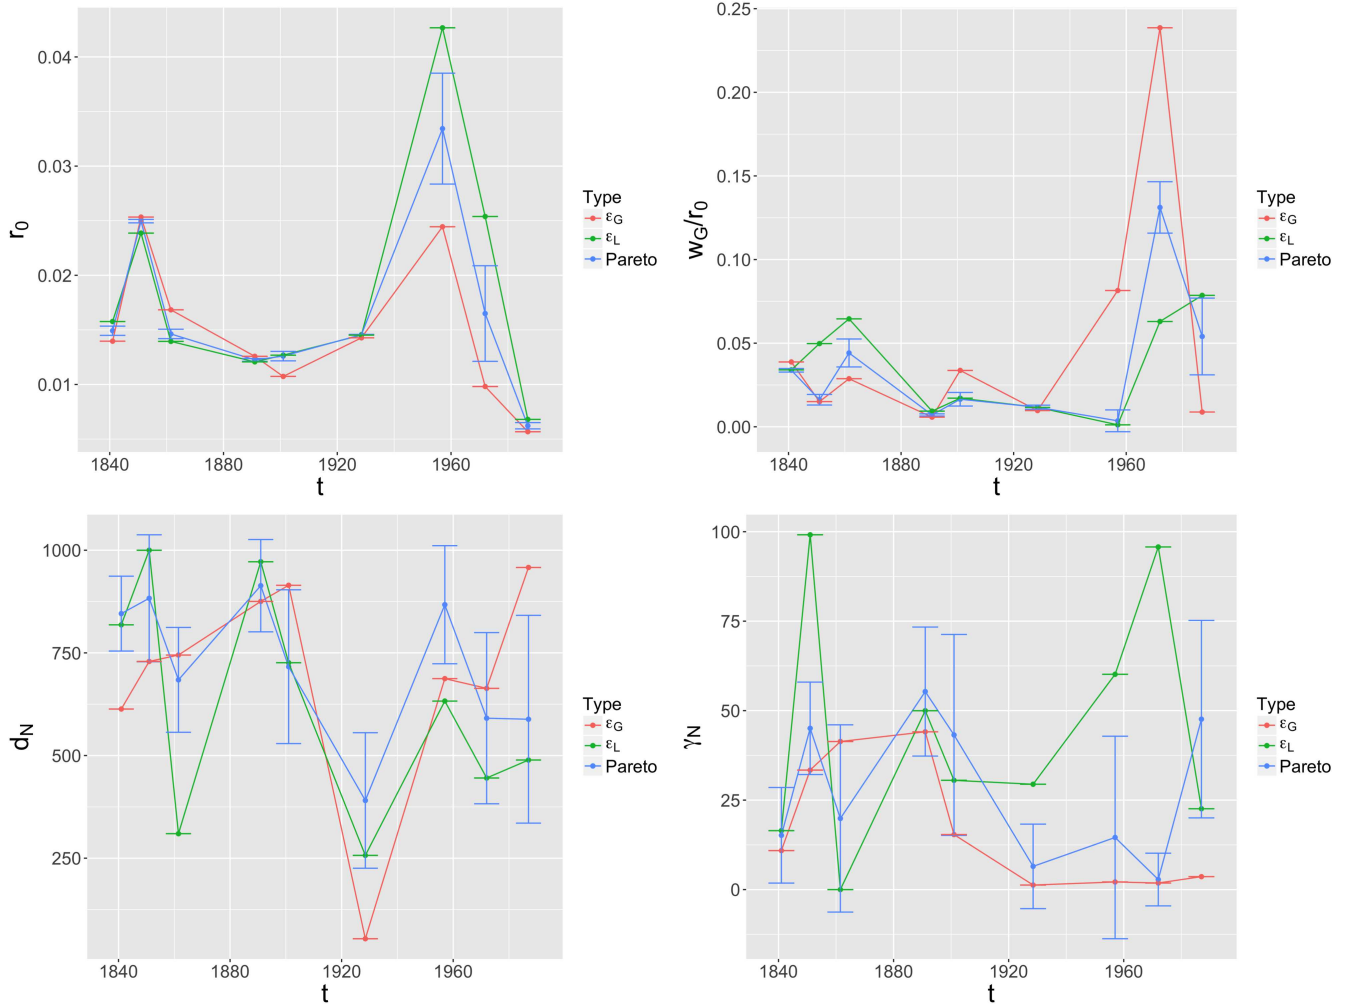 r₀
0.04
0.03
0.02
0.01
1840 1880 1920 1960
t
Type
εG
εL
Pareto
wG/r₀
0.25
0.20
0.15
0.10
0.05
0.00
1840 1880 1920 1960
t
Type
εG
εL
Pareto
dN
1000
750
500
250
1840 1880 1920 1960
t
Type
εG
εL
Pareto
γN
100
75
50
25
0
1840 1880 1920 1960
t
Type
εG
εL
Pareto